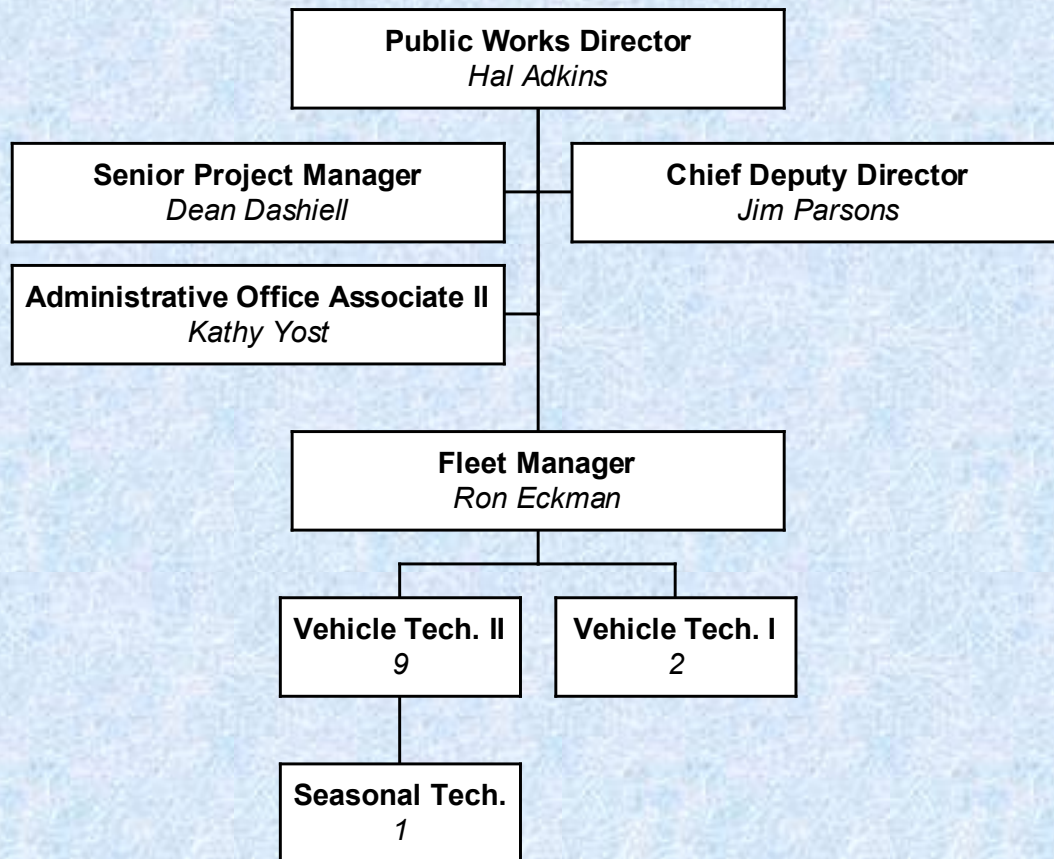 Public Works Director
Hal Adkins
Senior Project Manager
Dean Dashiell
Chief Deputy Director
Jim Parsons
Administrative Office Associate II
Kathy Yost
Fleet Manager
Ron Eckman
Vehicle Tech. II
9
Vehicle Tech. I
2
Seasonal Tech.
1